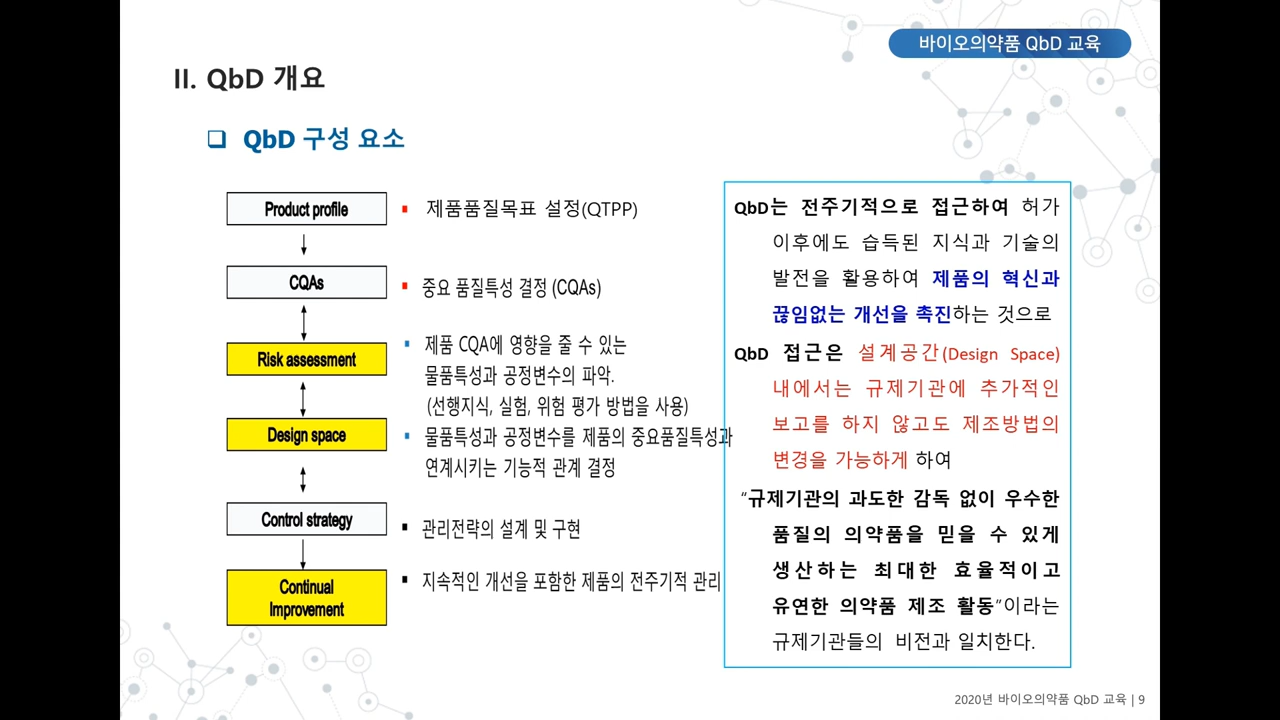 바이오의약품 QbD 교육
II. QbD 개요
❑ QbD 구성 요소
Product profile
▪ 제품품질목표 설정(QTPP)
CQAs
▪ 중요 품질특성 결정 (CQAs)
Risk assessment
▪ 제품 CQA에 영향을 줄 수 있는
물품특성과 공정변수의 파악.
(선행지식, 실험, 위험 평가 방법을 사용)
Design space
▪ 물품특성과 공정변수를 제품의 중요품질특성과
연계시키는 기능적 관계 결정
Control strategy
▪ 관리전략의 설계 및 구현
Continual
Improvement
▪ 지속적인 개선을 포함한 제품의 전주기적 관리
QbD는 전주기적으로 접근하여 허가
이후에도 습득된 지식과 기술의
발전을 활용하여 제품의 혁신과
끊임없는 개선을 촉진하는 것으로
QbD 접근은 설계공간(Design Space)
내에서는 규제기관에 추가적인
보고를 하지 않고도 제조방법의
변경을 가능하게 하여
“규제기관의 과도한 감독 없이 우수한
품질의 의약품을 믿을 수 있게
생산하는 최대한 효율적이고
유연한 의약품 제조 활동”이라는
규제기관들의 비전과 일치한다.
2020년 바이오의약품 QbD 교육 | 9